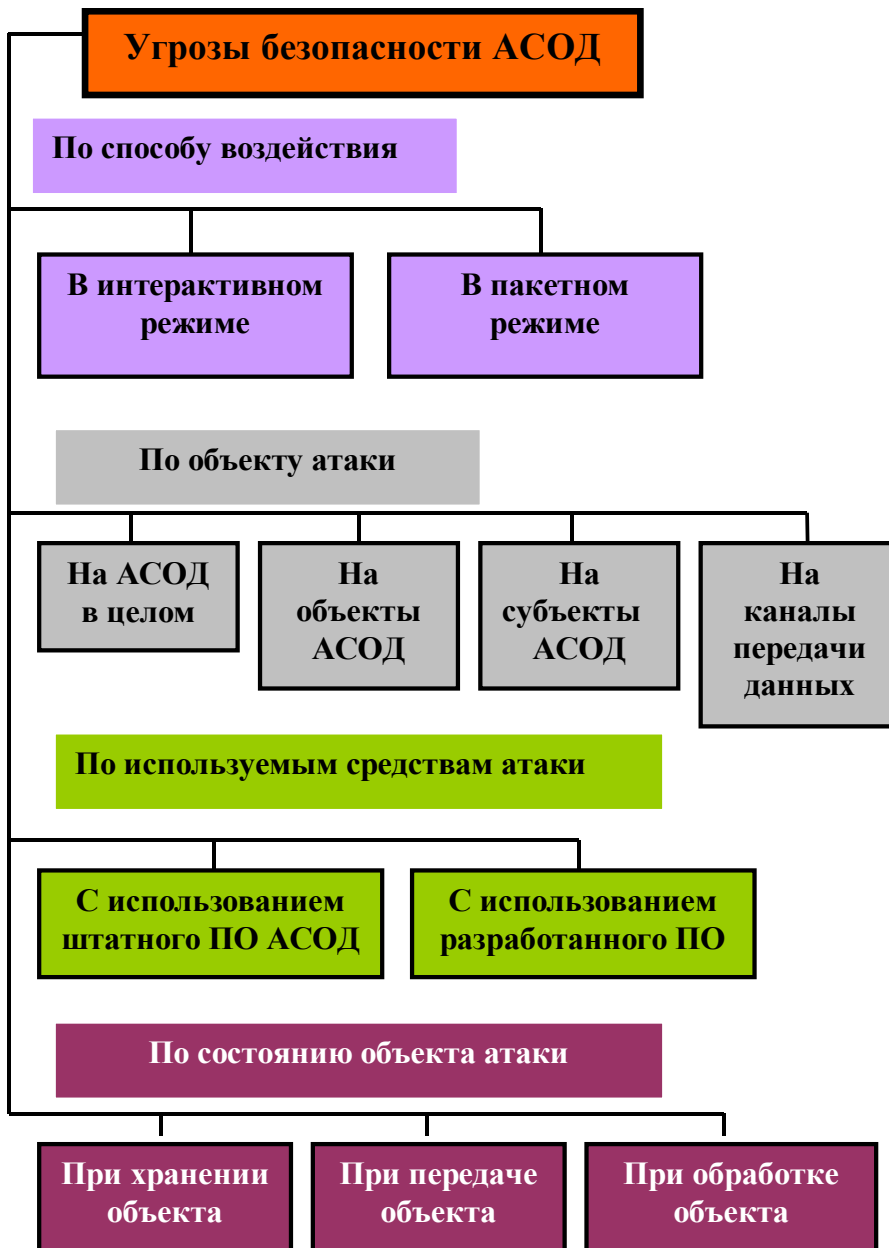 Угрозы безопасности АСОД
По способу воздействия
В интерактивном
режиме
В пакетном
режиме
По объекту атаки
На АСОД
в целом
На
объекты
АСОД
На
субъекты
АСОД
На
каналы
передачи
данных
По используемым средствам атаки
С использованием
штатного ПО АСОД
С использованием
разработанного ПО
По состоянию объекта атаки
При хранении
объекта
При передаче
объекта
При обработке
объекта